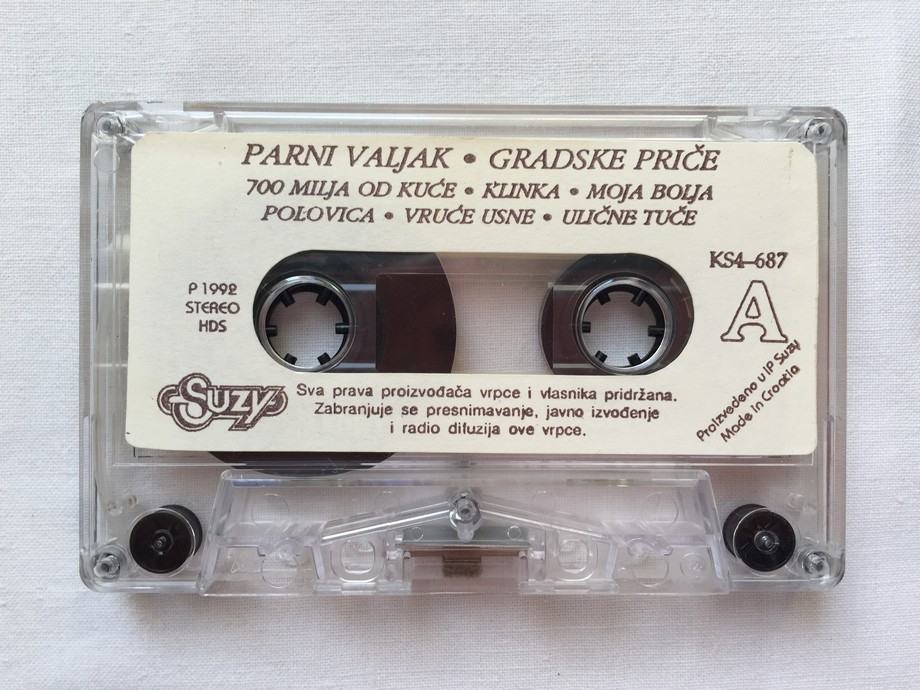 PARNI VALJAK • GRADSKE PRIČE
700 MILJA OD KUĆE • KLINKA • MOJA BOLJA
POLOVICA • VRUĆE USNE • ULIČNE TUČE
KS4-687
A
P 1992
STEREO
HDS
SUZY
Sva prava proizvođača vrpce i vlasnika pridržana.
Zabranjuje se presnimavanje, javno izvođenje
i radio difuzija ove vrpce.
Proizvedeno u IP Suzy
Made in Croatia